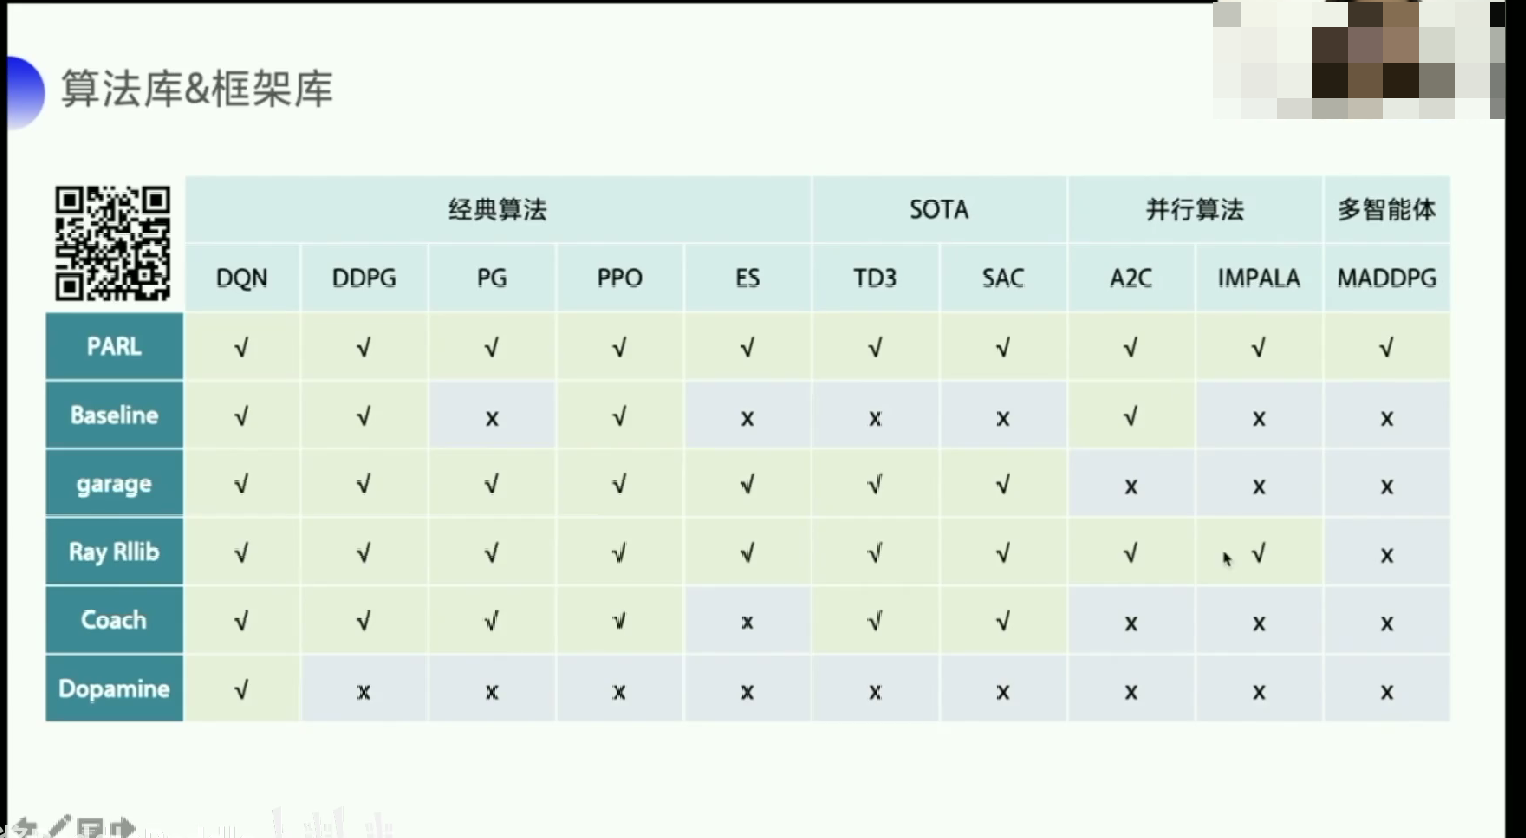 算法库&框架库
经典算法 SOTA 并行算法 多智能体
DQN DDPG PG PPO ES TD3 SAC A2C IMPALA MADDPG
PARL √ √ √ √ √ √ √ √ √ √
Baseline √ √ x √ x x x √ x x
garage √ √ √ √ √ √ √ x x x
Ray Rllib √ √ √ √ √ √ √ √ √ x
Coach √ √ √ √ x √ √ x x x
Dopamine √ x x x x x x x x x